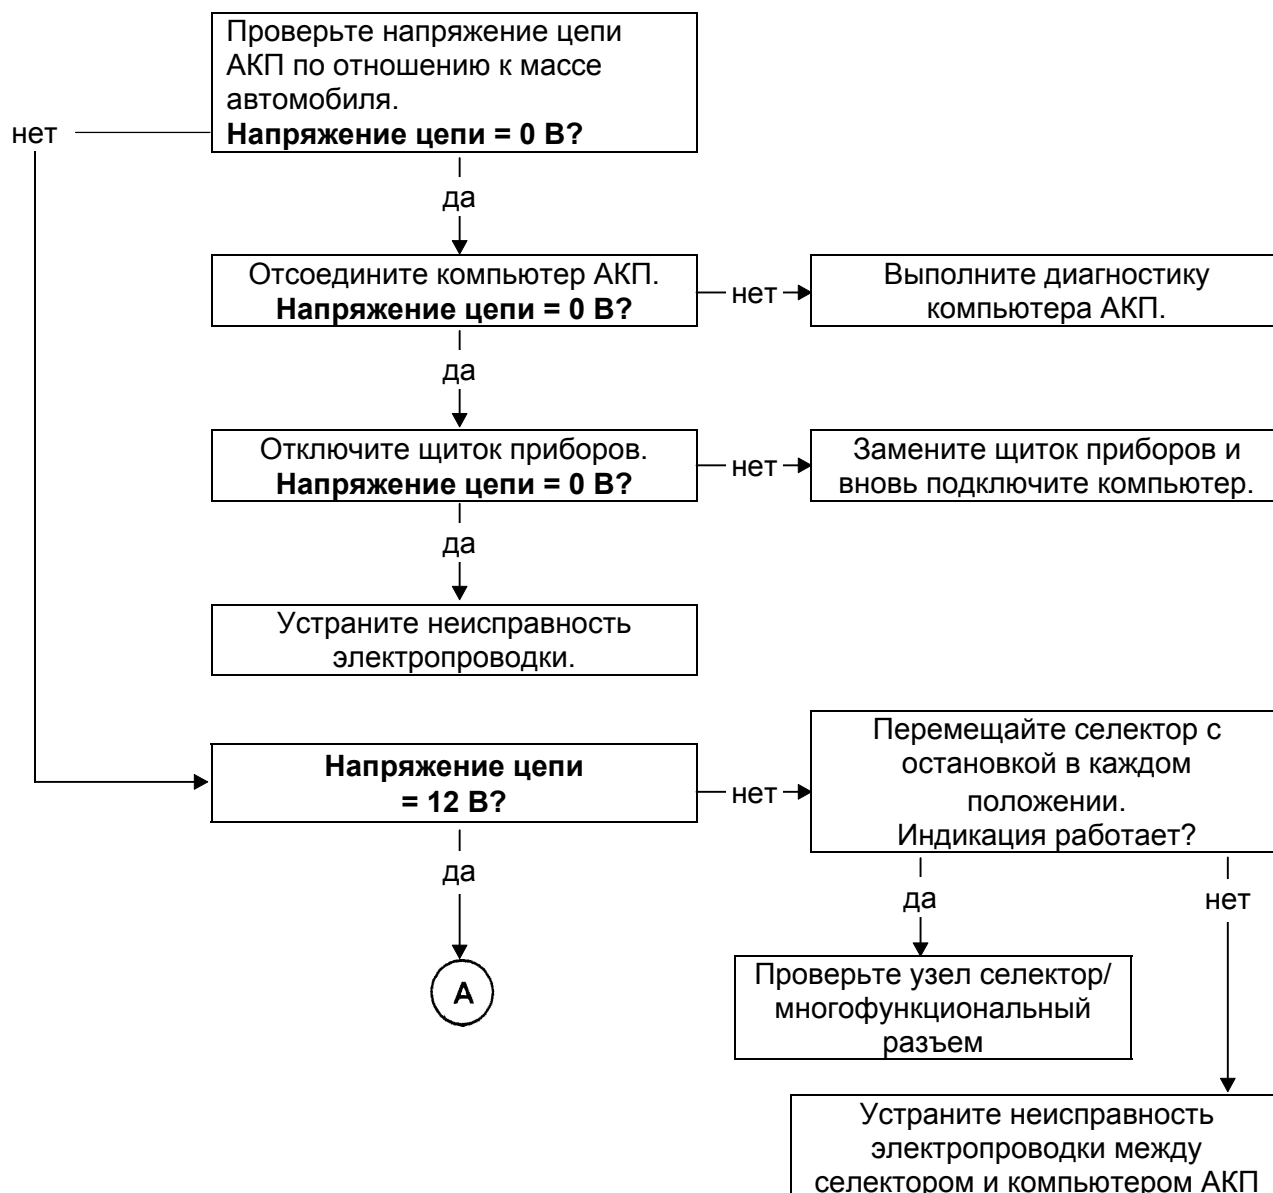 Проверьте напряжение цепи
АКП по отношению к массе
автомобиля.
Напряжение цепи = 0 В?
нет
да
Отсоедините компьютер АКП.
Напряжение цепи = 0 В?
нет
Выполните диагностику
компьютера АКП.
да
Отключите щиток приборов.
Напряжение цепи = 0 В?
нет
Замените щиток приборов и
вновь подключите компьютер.
да
Устраните неисправность
электропроводки.
Напряжение цепи
= 12 В?
нет
Перемещайте селектор с
остановкой в каждом
положении.
Индикация работает?
да
да
нет
А
Проверьте узел селектор/
многофункциональный
разъем
Устраните неисправность
электропроводки между
селектором и компьютером АКП